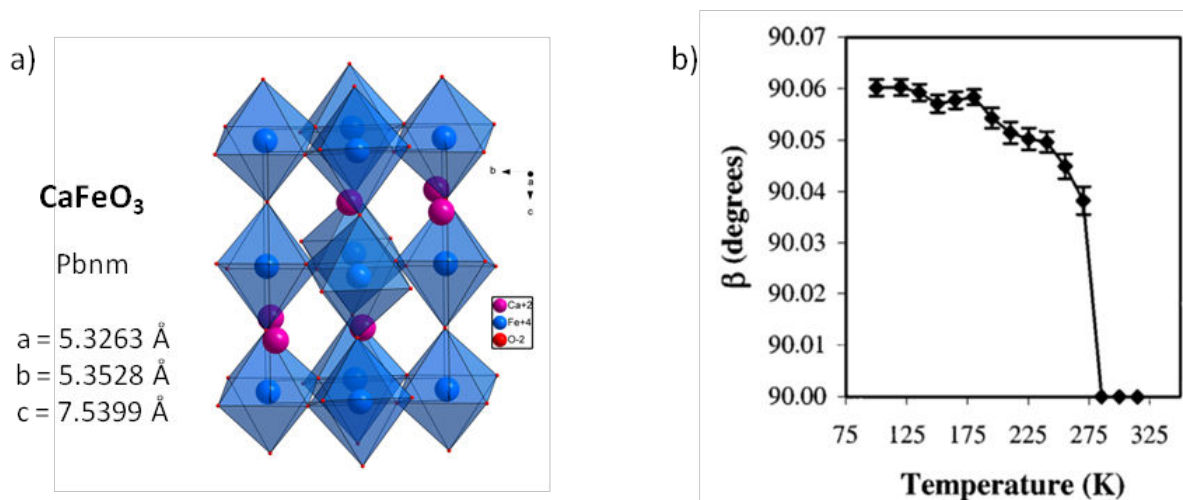 a)
CaFeO3
Pbnm
a = 5.3263 Å
b = 5.3528 Å
c = 7.5399 Å
b
a
c
Ca+2
Fe+4
O-2
b)
β (degrees)
90.07
90.06
90.05
90.04
90.03
90.02
90.01
90.00
75 125 175 225 275 325
Temperature (K)